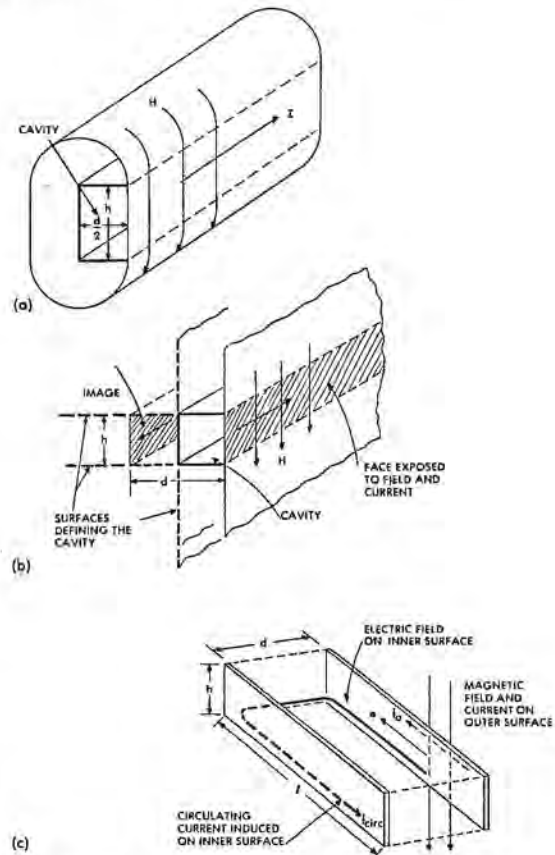 H
I
CAVITY
h
d
2
(a)
IMAGE
h
H
d
FACE EXPOSED
TO FIELD AND
CURRENT
SURFACES
DEFINING THE
CAVITY
CAVITY
(b)
d
ELECTRIC FIELD
ON INNER SURFACE
h
MAGNETIC
FIELD AND
CURRENT ON
OUTER SURFACE
l
CIRCULATING
CURRENT INDUCED
ON INNER SURFACE
i circ
(c)